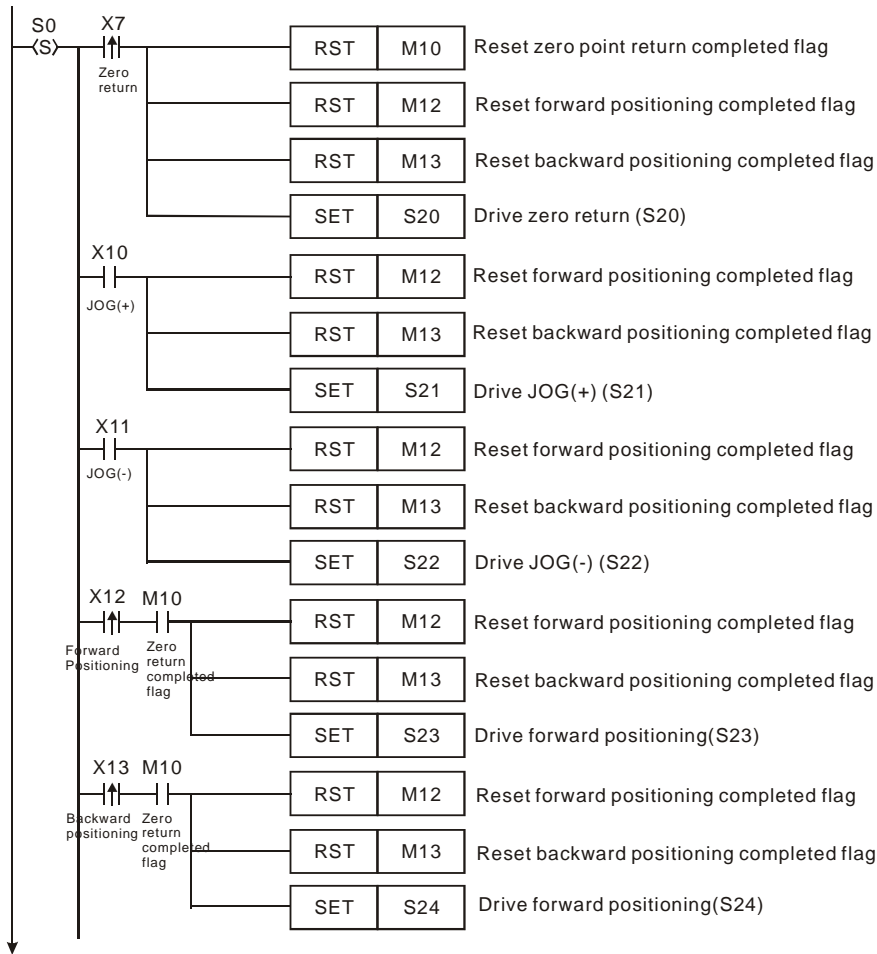 S0
(S)
X7
Zero
return
RST M10 Reset zero point return completed flag
RST M12 Reset forward positioning completed flag
RST M13 Reset backward positioning completed flag
SET S20 Drive zero return (S20)
X10
JOG(+)
RST M12 Reset forward positioning completed flag
RST M13 Reset backward positioning completed flag
SET S21 Drive JOG(+) (S21)
X11
JOG(-)
RST M12 Reset forward positioning completed flag
RST M13 Reset backward positioning completed flag
SET S22 Drive JOG(-) (S22)
X12 M10
Forward
Positioning
Zero
return
completed
flag
RST M12 Reset forward positioning completed flag
RST M13 Reset backward positioning completed flag
SET S23 Drive forward positioning(S23)
X13 M10
Backward
positioning
Zero
return
completed
flag
RST M12 Reset forward positioning completed flag
RST M13 Reset backward positioning completed flag
SET S24 Drive forward positioning(S24)